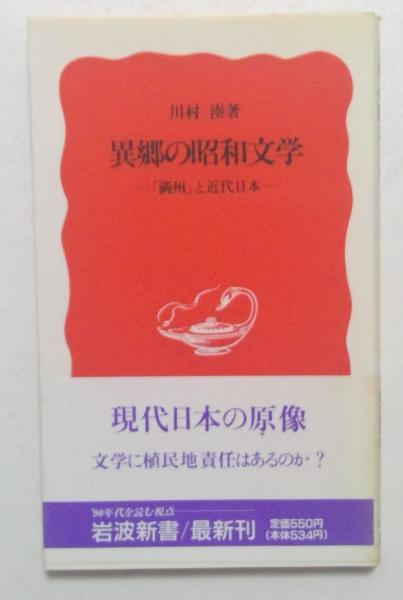 川村 湊著
異郷の昭和文学
―「満州」と近代日本―
現代日本の原像
文学に植民地責任はあるのか？
'90年代を読む視点
岩波新書/最新刊
定価550円
(本体534円)